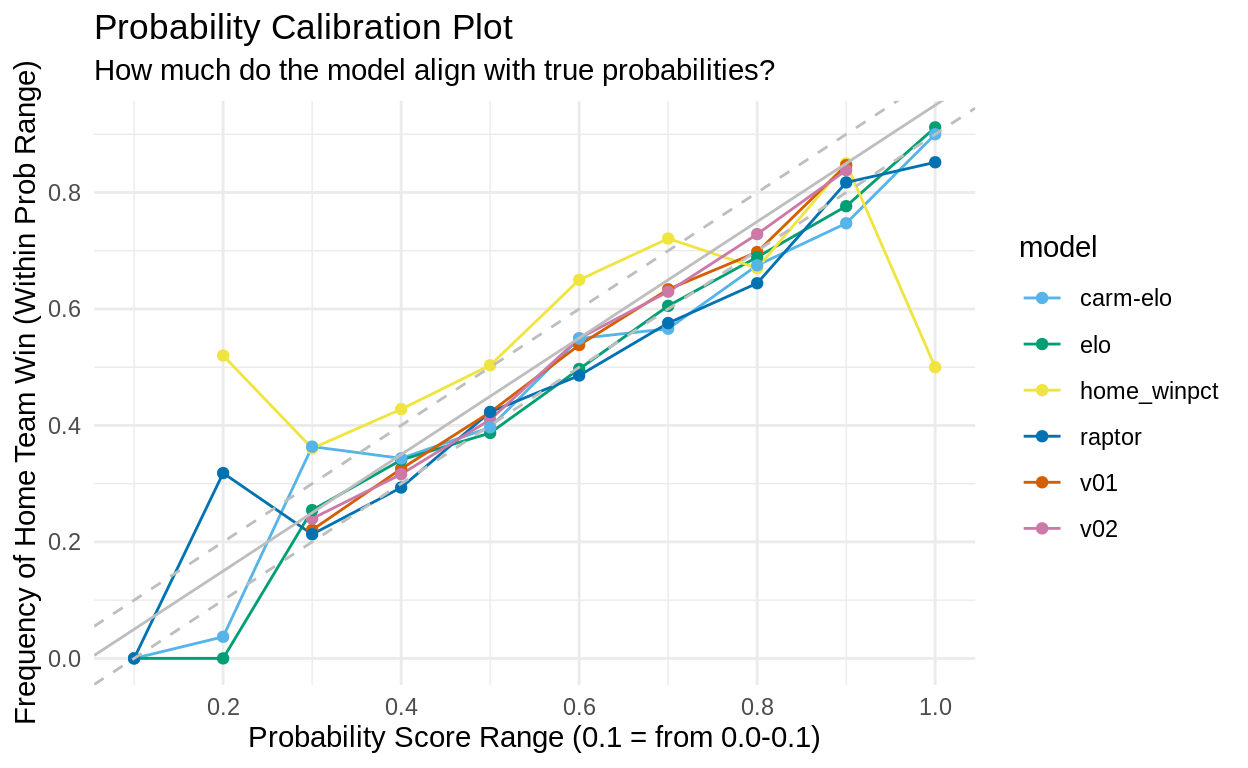 Probability Calibration Plot
How much do the model align with true probabilities?
Frequency of Home Team Win (Within Prob Range)
0.8
0.6
0.4
0.2
0.0
0.2
0.4
0.6
0.8
1.0
Probability Score Range (0.1 = from 0.0-0.1)
model
carm-elo
elo
home_winpct
raptor
v01
v02